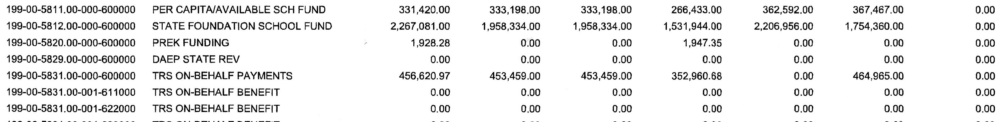 199-00-5811.00-000-600000 PER CAPITA/AVAILABLE SCH FUND 331,420.00 333,198.00 333,198.00 266,433.00 362,592.00 367,467.00 0.00
199-00-5812.00-000-600000 STATE FOUNDATION SCHOOL FUND 2,267,081.00 1,958,334.00 1,958,334.00 1,531,944.00 2,206,956.00 1,754,360.00 0.00
199-00-5820.00-000-600000 PREK FUNDING 1,928.28 0.00 0.00 1,947.35 0.00 0.00 0.00
199-00-5829.00-000-600000 DAEP STATE REV 0.00 0.00 0.00 0.00 0.00 0.00 0.00
199-00-5831.00-000-600000 TRS ON-BEHALF PAYMENTS 456,620.97 453,459.00 453,459.00 352,960.68 0.00 464,965.00 0.00
199-00-5831.00-001-611000 TRS ON-BEHALF BENEFIT 0.00 0.00 0.00 0.00 0.00 0.00 0.00
199-00-5831.00-001-622000 TRS ON-BEHALF BENEFIT 0.00 0.00 0.00 0.00 0.00 0.00 0.00